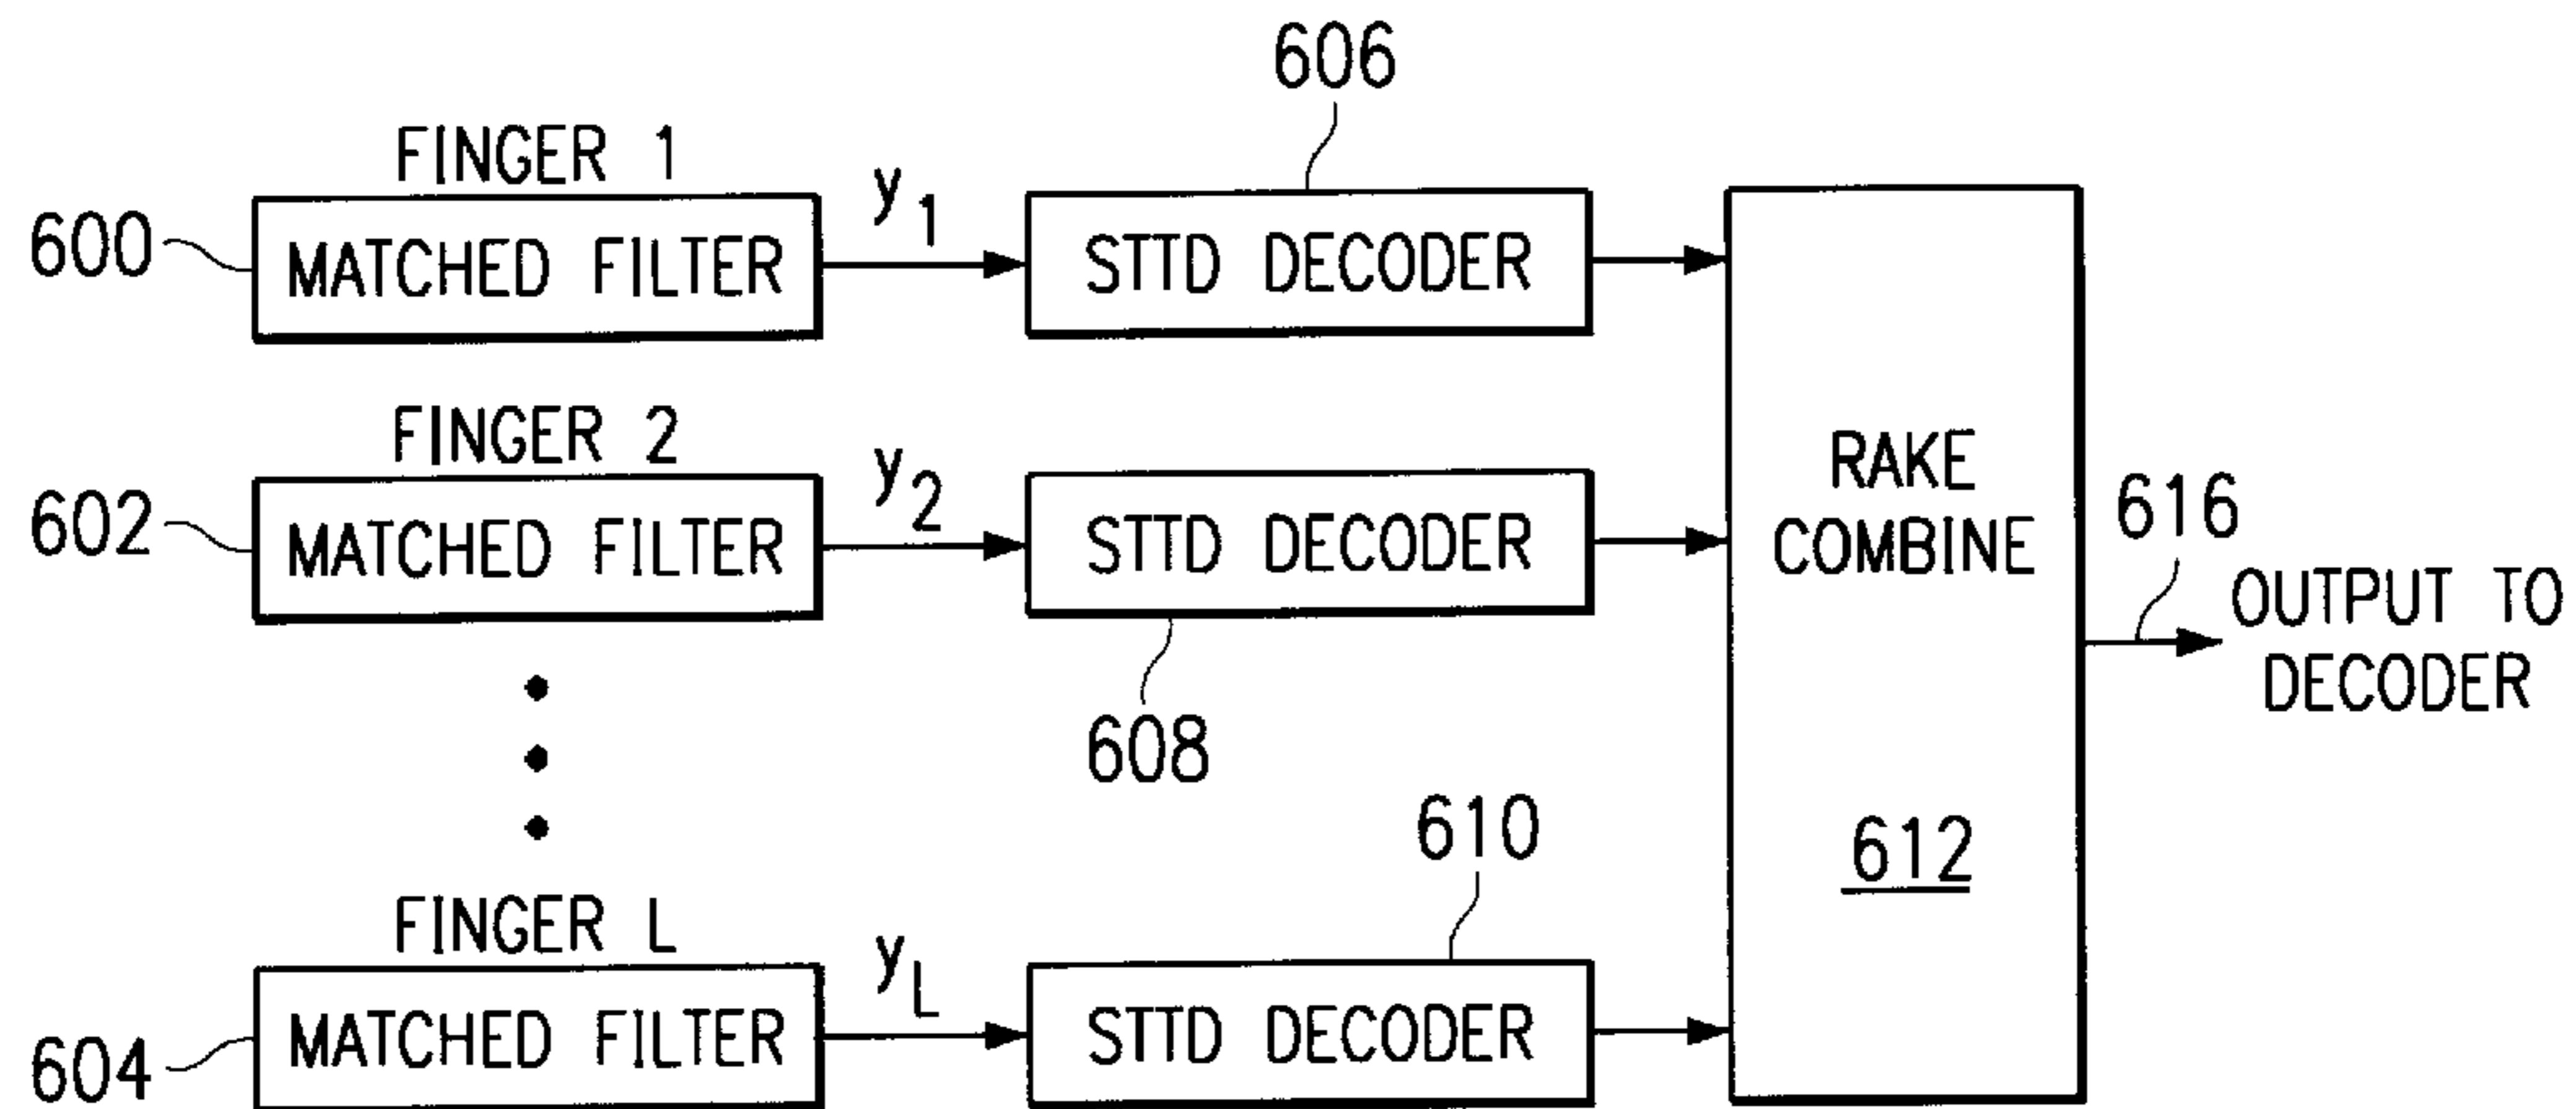 606
FINGER 1
600
MATCHED FILTER
y1
STTD DECODER
FINGER 2
602
MATCHED FILTER
y2
STTD DECODER
608
RAKE
COMBINE
612
616
OUTPUT TO
DECODER
610
FINGER L
604
MATCHED FILTER
yL
STTD DECODER